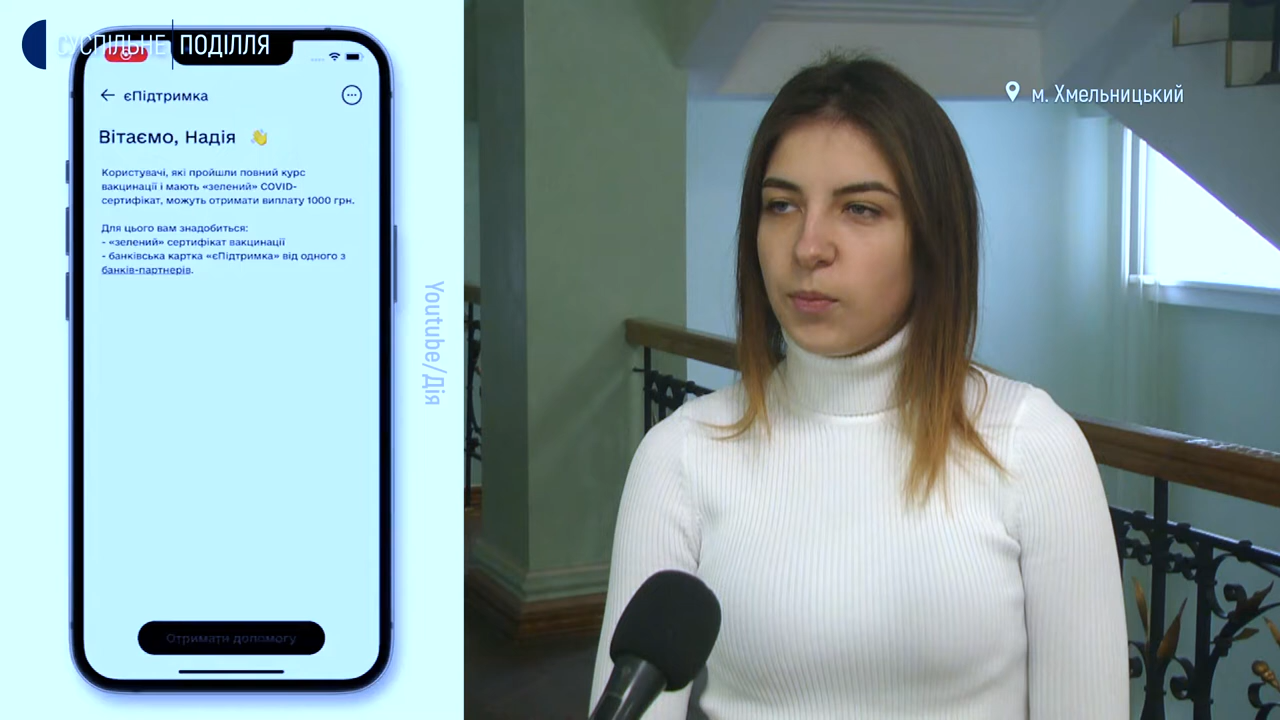 СУСПІЛЬНЕ ПОДІЛЛЯ
м. Хмельницький
єПідтримка
Вітаємо, Надія
Користувачі, які пройшли повний курс
вакцинації і мають «зелений» COVID-
сертифікат, можуть отримати виплату 1000 грн.
Для цього вам знадобиться:
- «зелений» сертифікат вакцинації
- банківська картка «єПідтримка» від одного з
банків-партнерів.
Отримати допомогу
Youtube/Дія